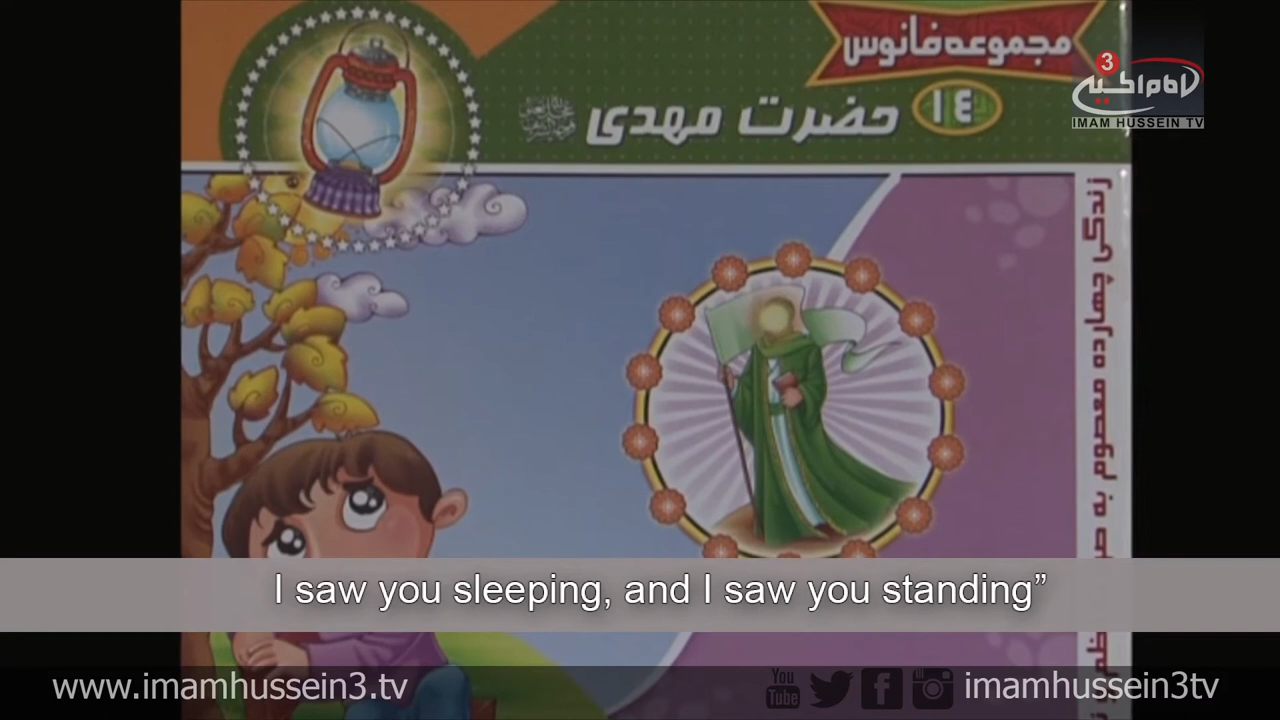 مجموعه فانوس
3
IMAM HUSSEIN TV
١٤
حضرت مهدی
زندگی چهارده معصوم به
I saw you sleeping, and I saw you standing”
www.imamhussein3.tv
You
Tube
imamhussein3tv